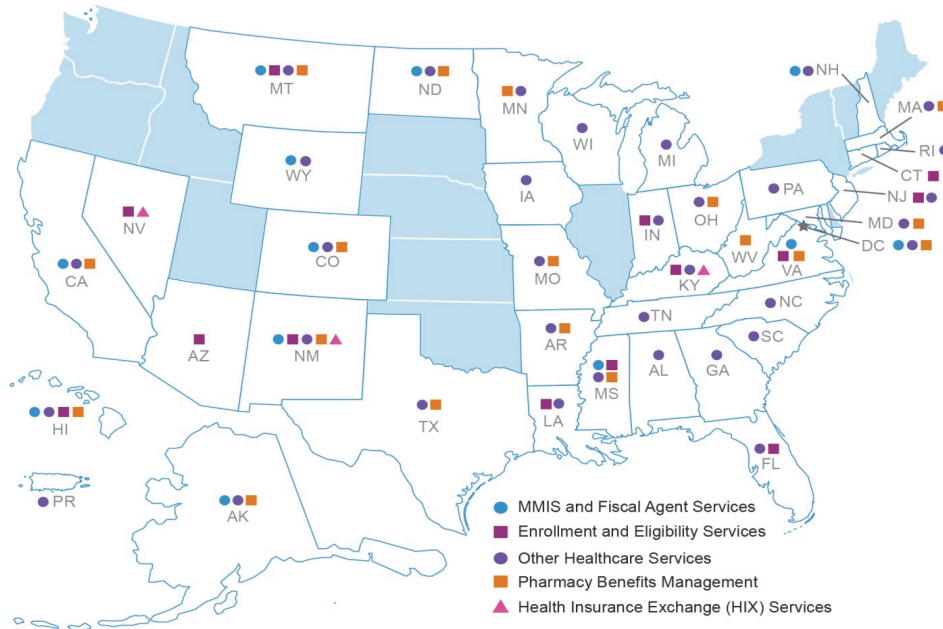 MT
ND
MN
WI
MI
NH
MA
RI
CT
NJ
MD
DC
WY
IA
PA
NV
CA
CO
MO
IN
OH
WV
VA
KY
AZ
NM
AR
TN
NC
SC
MS
AL
GA
TX
LA
FL
HI
PR
AK
MMIS and Fiscal Agent Services
Enrollment and Eligibility Services
Other Healthcare Services
Pharmacy Benefits Management
Health Insurance Exchange (HIX) Services